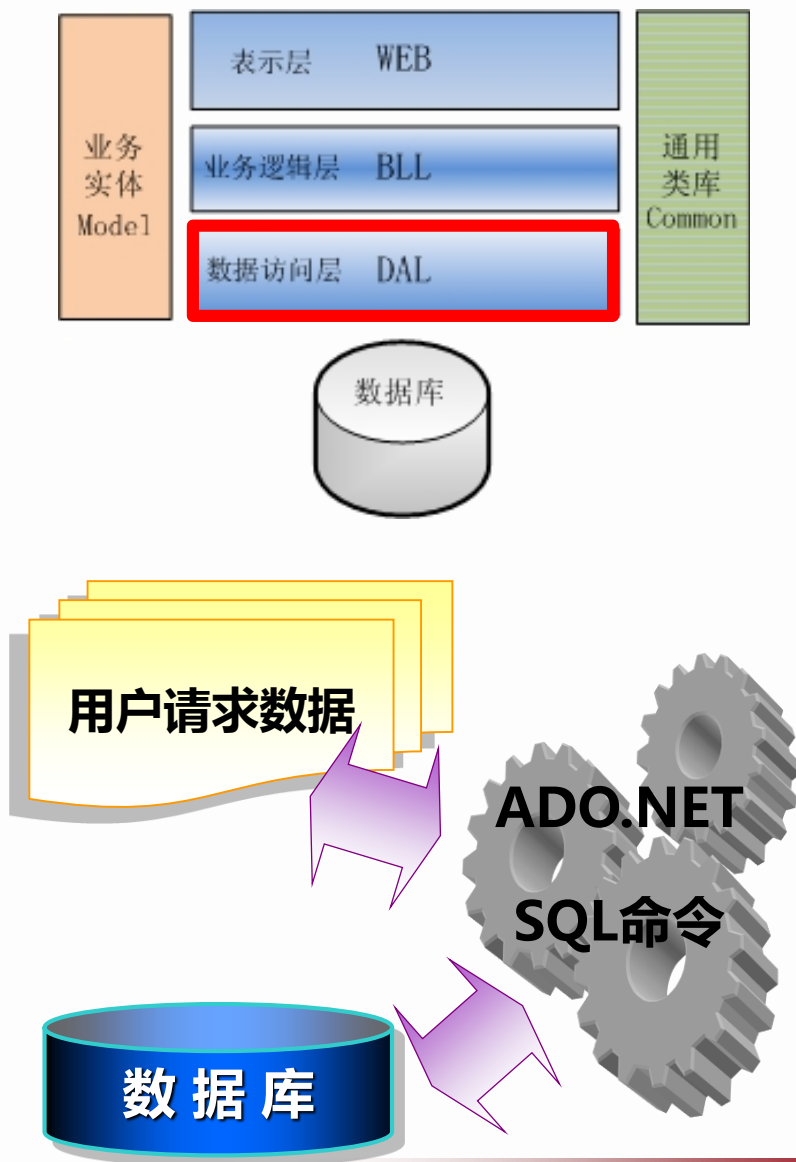 表示层 WEB
业务
实体
Model
业务逻辑层 BLL
通用
类库
Common
数据访问层 DAL
数据库
用户请求数据
ADO.NET
SQL命令
数据库